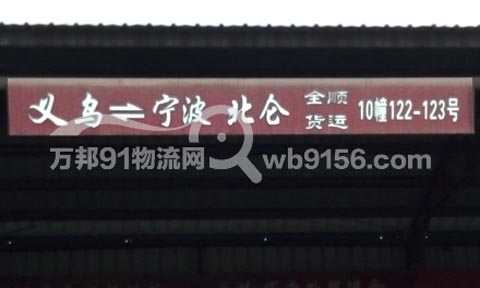 义乌⇌宁波 北仑 全顺货运 10幢122-123号
万邦91物流网 wb9156.com